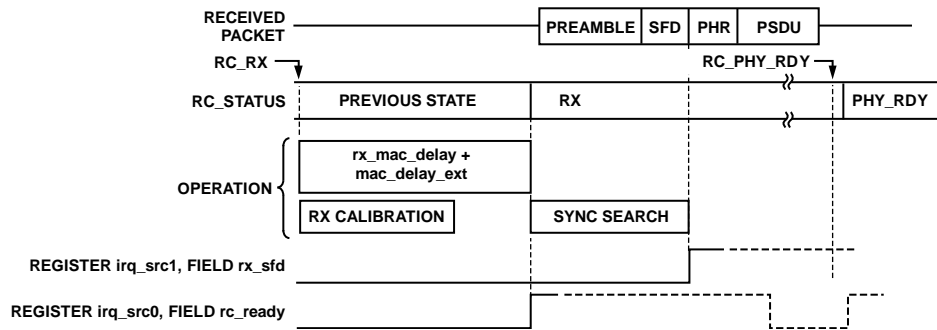 RECEIVED
PACKET
PREAMBLE SFD PHR PSDU
RC_RX
RC_PHY_RDY
RC_STATUS
PREVIOUS STATE
RX
PHY_RDY
OPERATION
rx_mac_delay +
mac_delay_ext
RX CALIBRATION
SYNC SEARCH
REGISTER irq_src1, FIELD rx_sfd
REGISTER irq_src0, FIELD rc_ready